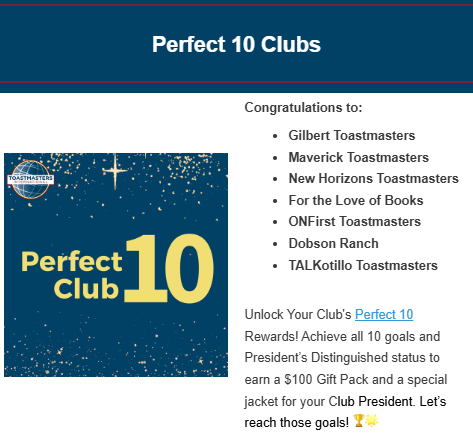 Perfect 10 Clubs
Congratulations to:
Gilbert Toastmasters
Maverick Toastmasters
New Horizons Toastmasters
For the Love of Books
ONFirst Toastmasters
Dobson Ranch
TALKotillo Toastmasters
TOASTMASTERS
Perfect
Club
10
Unlock Your Club's Perfect 10
Rewards! Achieve all 10 goals and
President's Distinguished status to
earn a $100 Gift Pack and a special
jacket for your Club President. Let's
reach those goals! 🏆🌟